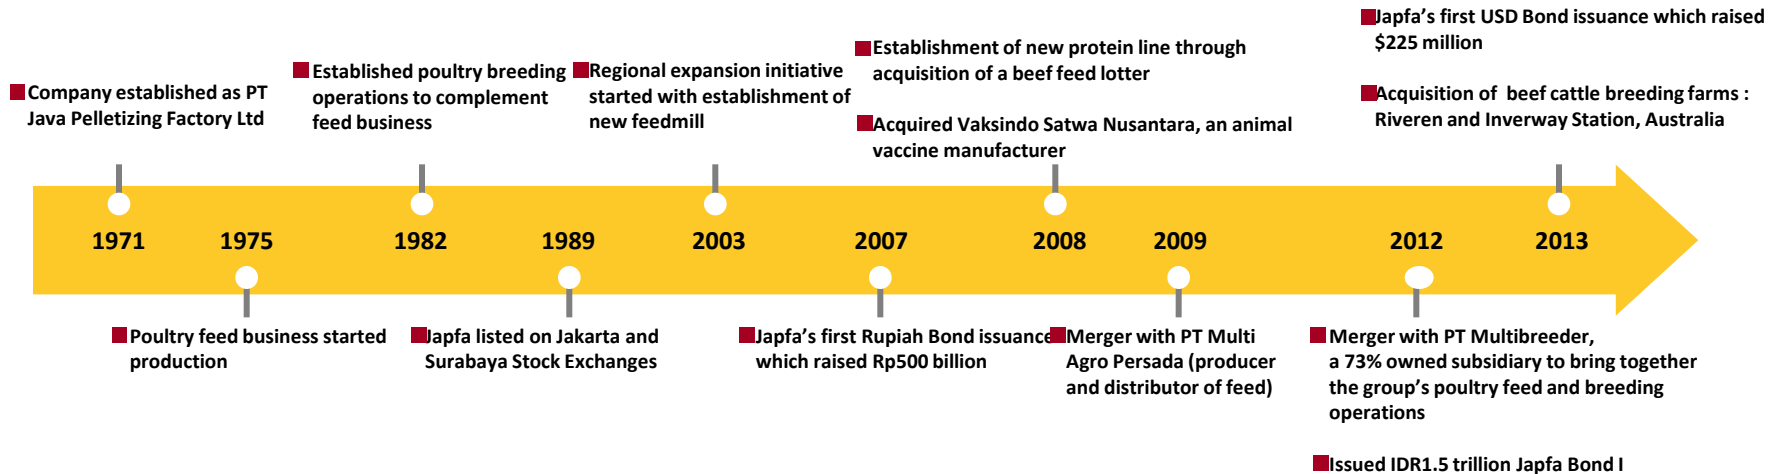 Company established as PT
Java Pelletizing Factory Ltd
Established poultry breeding
operations to complement
feed business
Regional expansion initiative
started with establishment of
new feedmill
Establishment of new protein line through
acquisition of a beef feed lotter
Acquired Vaksindo Satwa Nusantara, an animal
vaccine manufacturer
Japfa’s first USD Bond issuance which raised
$225 million
Acquisition of beef cattle breeding farms :
Riveren and Inverway Station, Australia
1971 1975 1982 1989 2003 2007 2008 2009 2012 2013
Poultry feed business started
production
Japfa listed on Jakarta and
Surabaya Stock Exchanges
Japfa’s first Rupiah Bond issuance
which raised Rp500 billion
Merger with PT Multi
Agro Persada (producer
and distributor of feed)
Merger with PT Multibreeder,
a 73% owned subsidiary to bring together
the group’s poultry feed and breeding
operations
Issued IDR1.5 trillion Japfa Bond I